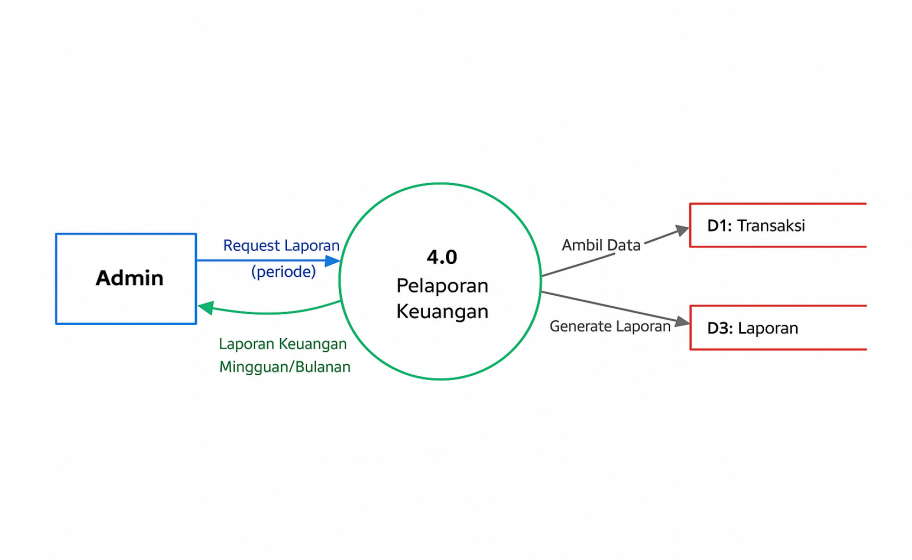 Admin
Request Laporan
(periode)
Laporan Keuangan
Mingguan/Bulanan
4.0
Pelaporan
Keuangan
Ambil Data
Generate Laporan
D1: Transaksi
D3: Laporan